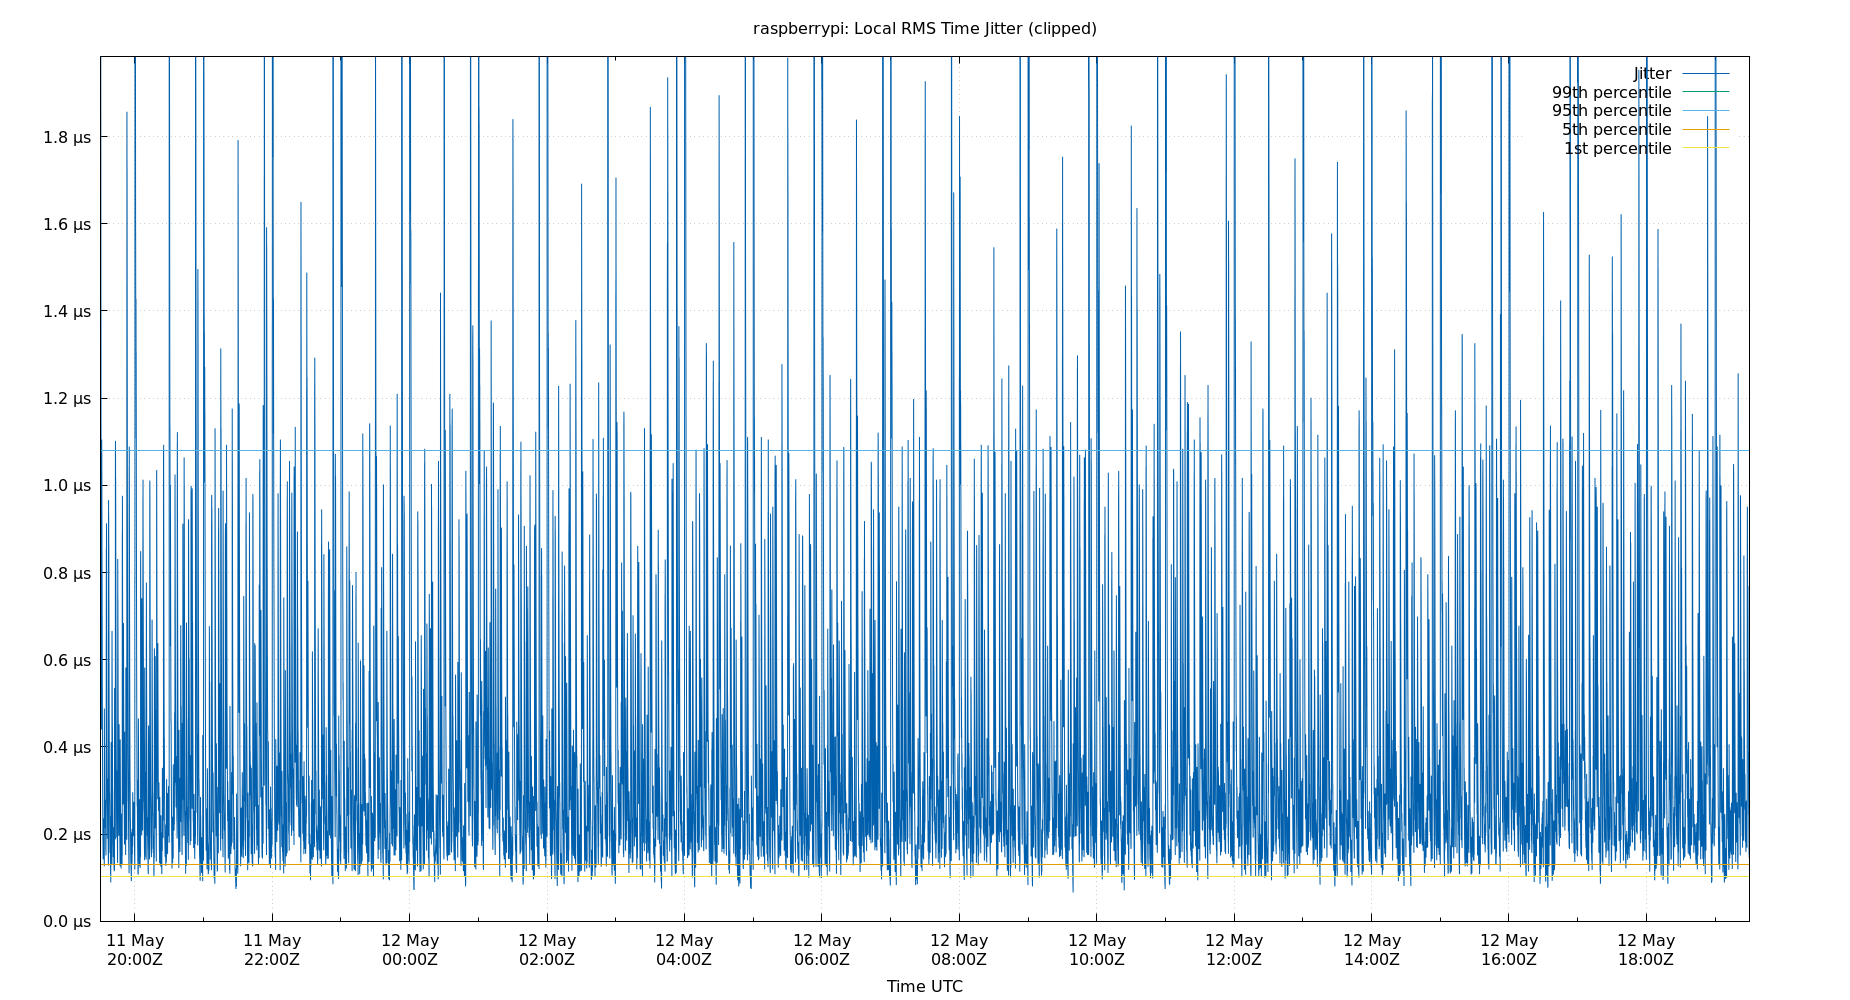 raspberrypi: Local RMS Time Jitter (clipped)
Jitter
99th percentile
95th percentile
5th percentile
1st percentile
1.8 µs
1.6 µs
1.4 µs
1.2 µs
1.0 µs
0.8 µs
0.6 µs
0.4 µs
0.2 µs
0.0 µs
11 May 11 May 12 May 12 May 12 May 12 May 12 May 12 May 12 May 12 May 12 May 12 May
20:00Z 22:00Z 00:00Z 02:00Z 04:00Z 06:00Z 08:00Z 10:00Z 12:00Z 14:00Z 16:00Z 18:00Z
Time UTC